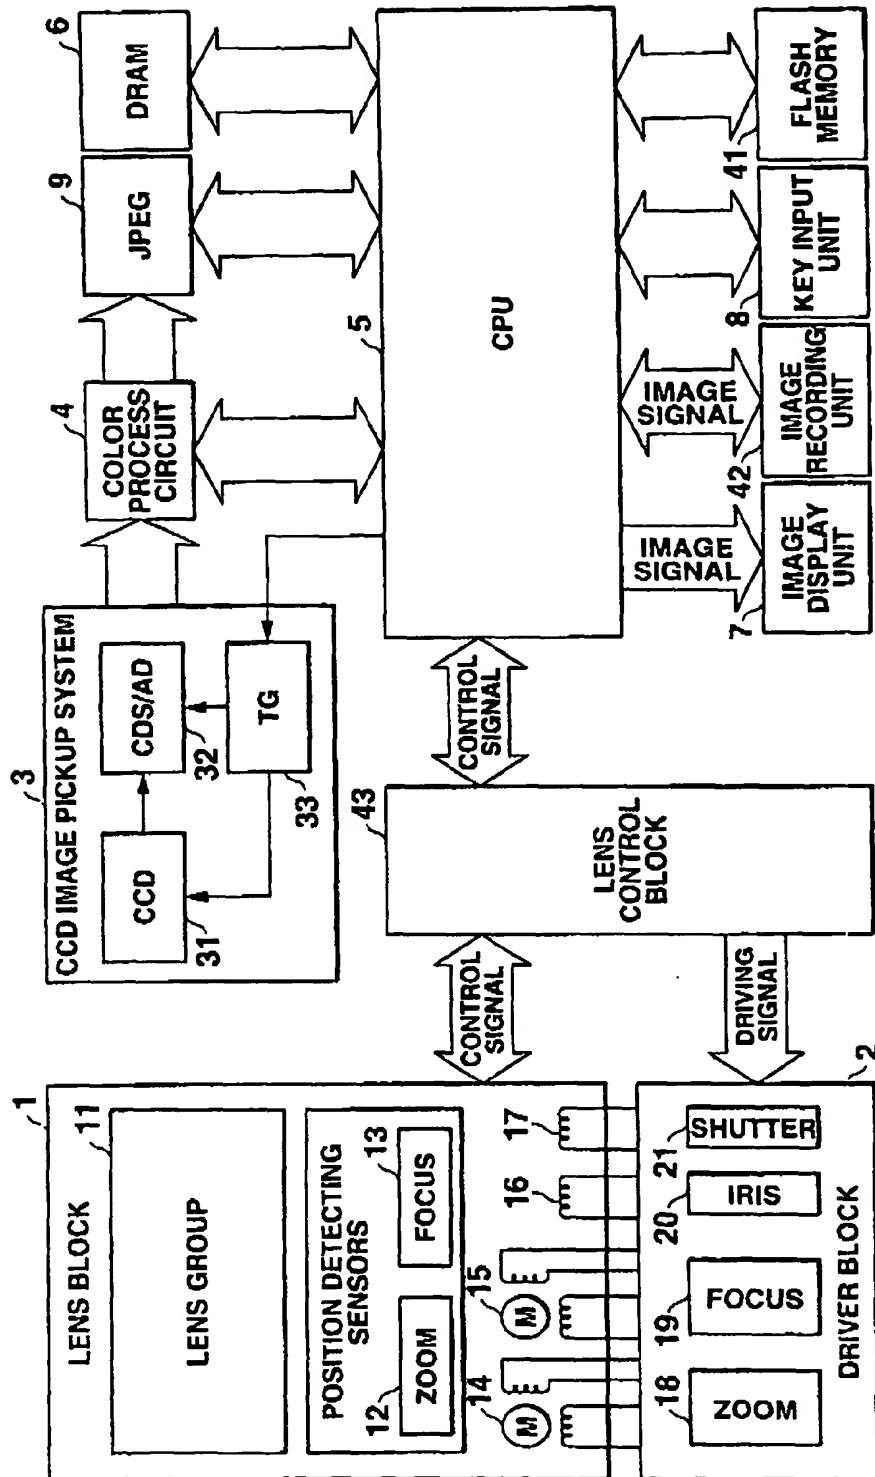 1
LENS BLOCK
11
LENS GROUP
POSITION DETECTING
SENSORS
12
ZOOM
13
FOCUS
14
M
15
M
16
17
18
ZOOM
19
FOCUS
20
IRIS
21
SHUTTER
DRIVER BLOCK
2
CONTROL
SIGNAL
DRIVING
SIGNAL
3
CCD IMAGE PICKUP SYSTEM
CCD
31
CDS/AD
32
TG
33
43
LENS
CONTROL
BLOCK
CONTROL
SIGNAL
4
COLOR
PROCESS
CIRCUIT
9
JPEG
6
DRAM
5
CPU
IMAGE
SIGNAL
IMAGE
SIGNAL
7
IMAGE
DISPLAY
UNIT
42
IMAGE
RECORDING
UNIT
8
KEY INPUT
UNIT
41
FLASH
MEMORY